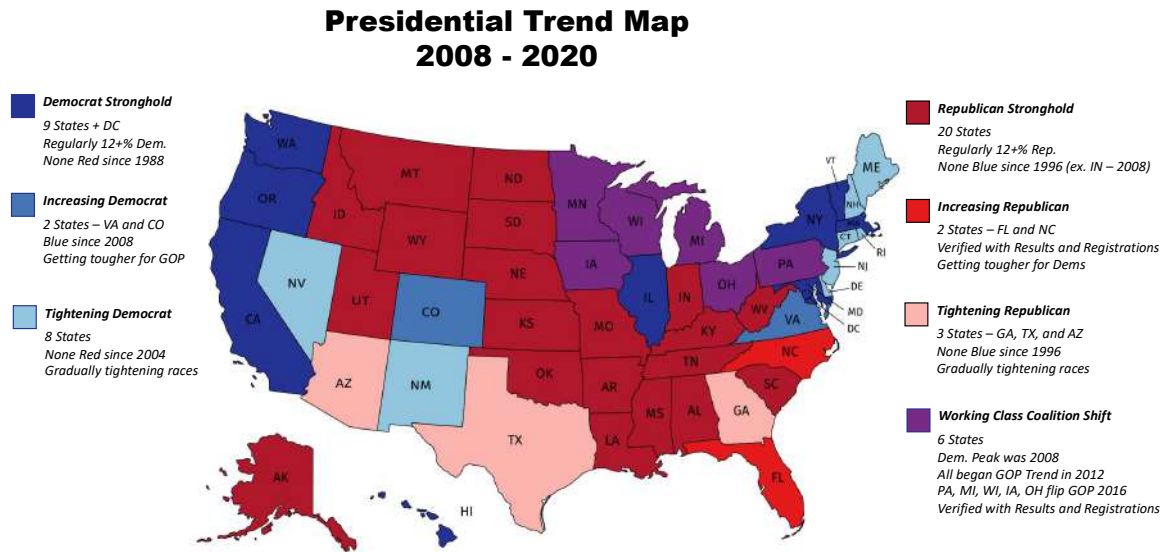 Presidential Trend Map
2008 - 2020
Democrat Stronghold
9 States + DC
Regularly 12+% Dem.
None Red since 1988
Increasing Democrat
2 States – VA and CO
Blue since 2008
Getting tougher for GOP
Tightening Democrat
8 States
None Red since 2004
Gradually tightening races
WA
OR
CA
NV
ID
MT
WY
UT
AZ
CO
NM
ND
SD
NE
KS
OK
TX
MN
IA
MO
AR
LA
WI
IL
MI
IN
OH
KY
TN
MS
AL
GA
FL
SC
NC
VA
WV
PA
NY
VT
NH
ME
MA
CT
RI
NJ
DE
MD
DC
AK
HI
Republican Stronghold
20 States
Regularly 12+% Rep.
None Blue since 1996 (ex. IN – 2008)
Increasing Republican
2 States – FL and NC
Verified with Results and Registrations
Getting tougher for Dems
Tightening Republican
3 States – GA, TX, and AZ
None Blue since 1996
Gradually tightening races
Working Class Coalition Shift
6 States
Dem. Peak was 2008
All began GOP Trend in 2012
PA, MI, WI, IA, OH flip GOP 2016
Verified with Results and Registrations